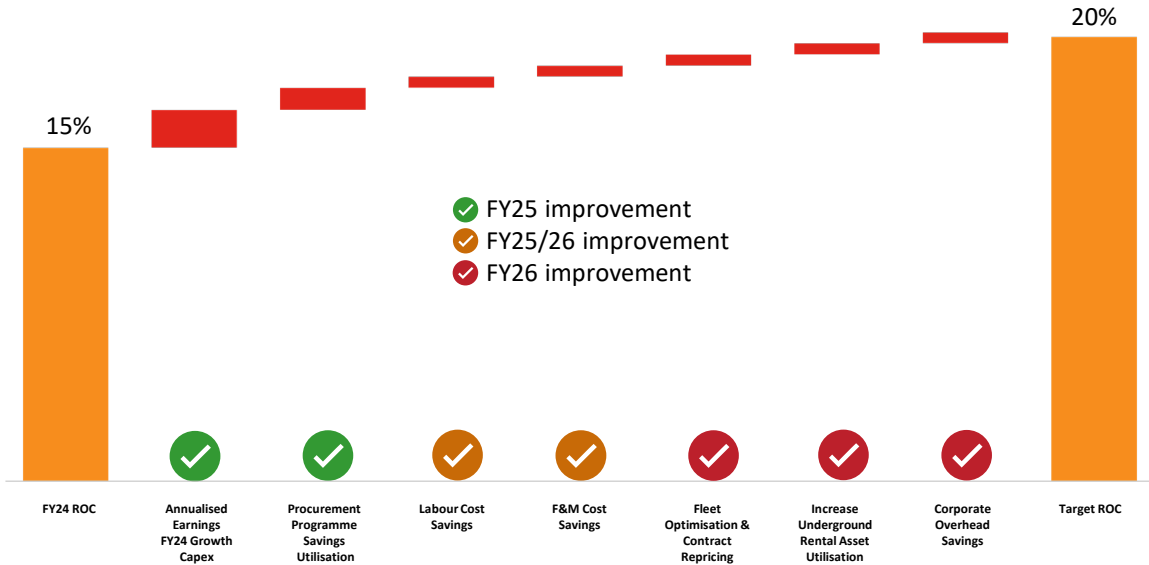 20%
15%
FY25 improvement
FY25/26 improvement
FY26 improvement
FY24 ROC
Annualised
Earnings
FY24 Growth
Capex
Procurement
Programme
Savings
Utilisation
Labour Cost
Savings
F&M Cost
Savings
Fleet
Optimisation &
Contract
Repricing
Increase
Underground
Rental Asset
Utilisation
Corporate
Overhead
Savings
Target ROC